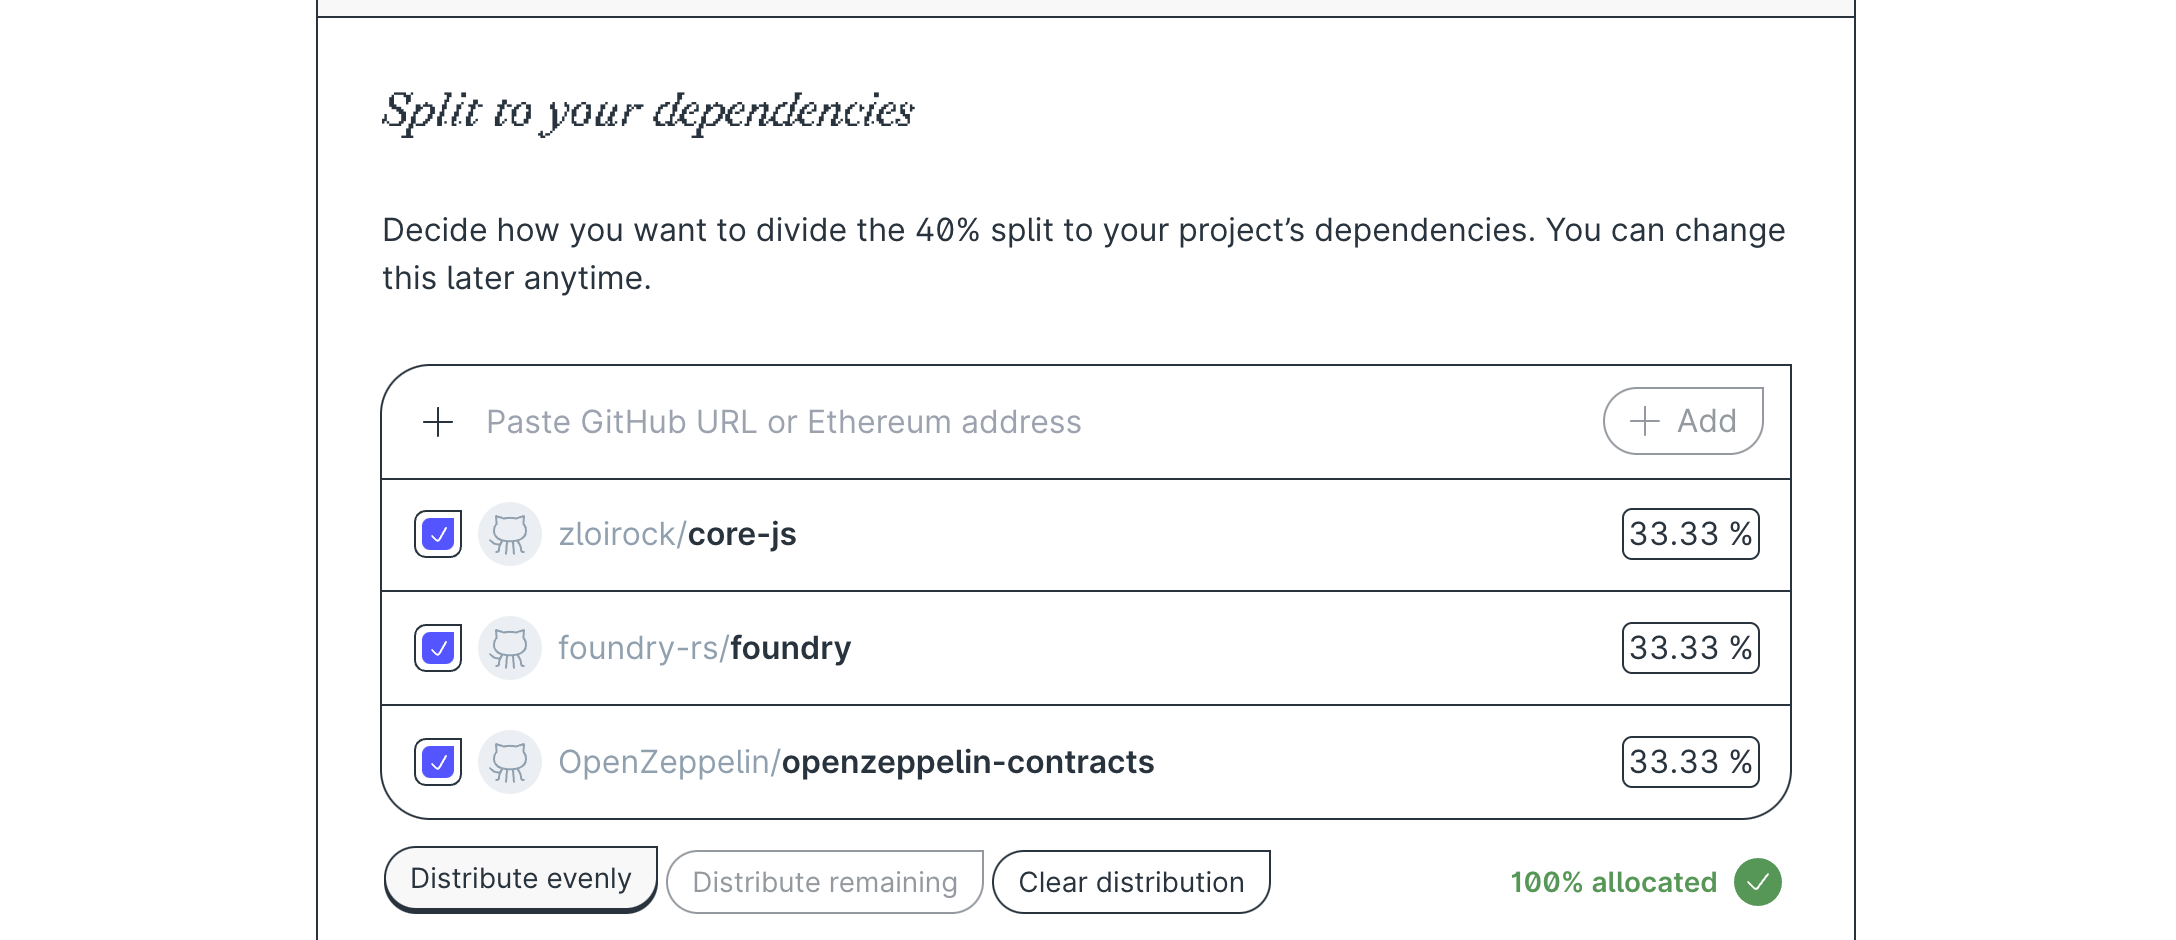 Split to your dependencies
Decide how you want to divide the 40% split to your project’s dependencies. You can change
this later anytime.
Paste GitHub URL or Ethereum address
Add
zloirock/core-js
33.33 %
foundry-rs/foundry
33.33 %
OpenZeppelin/openzeppelin-contracts
33.33 %
Distribute evenly
Distribute remaining
Clear distribution
100% allocated